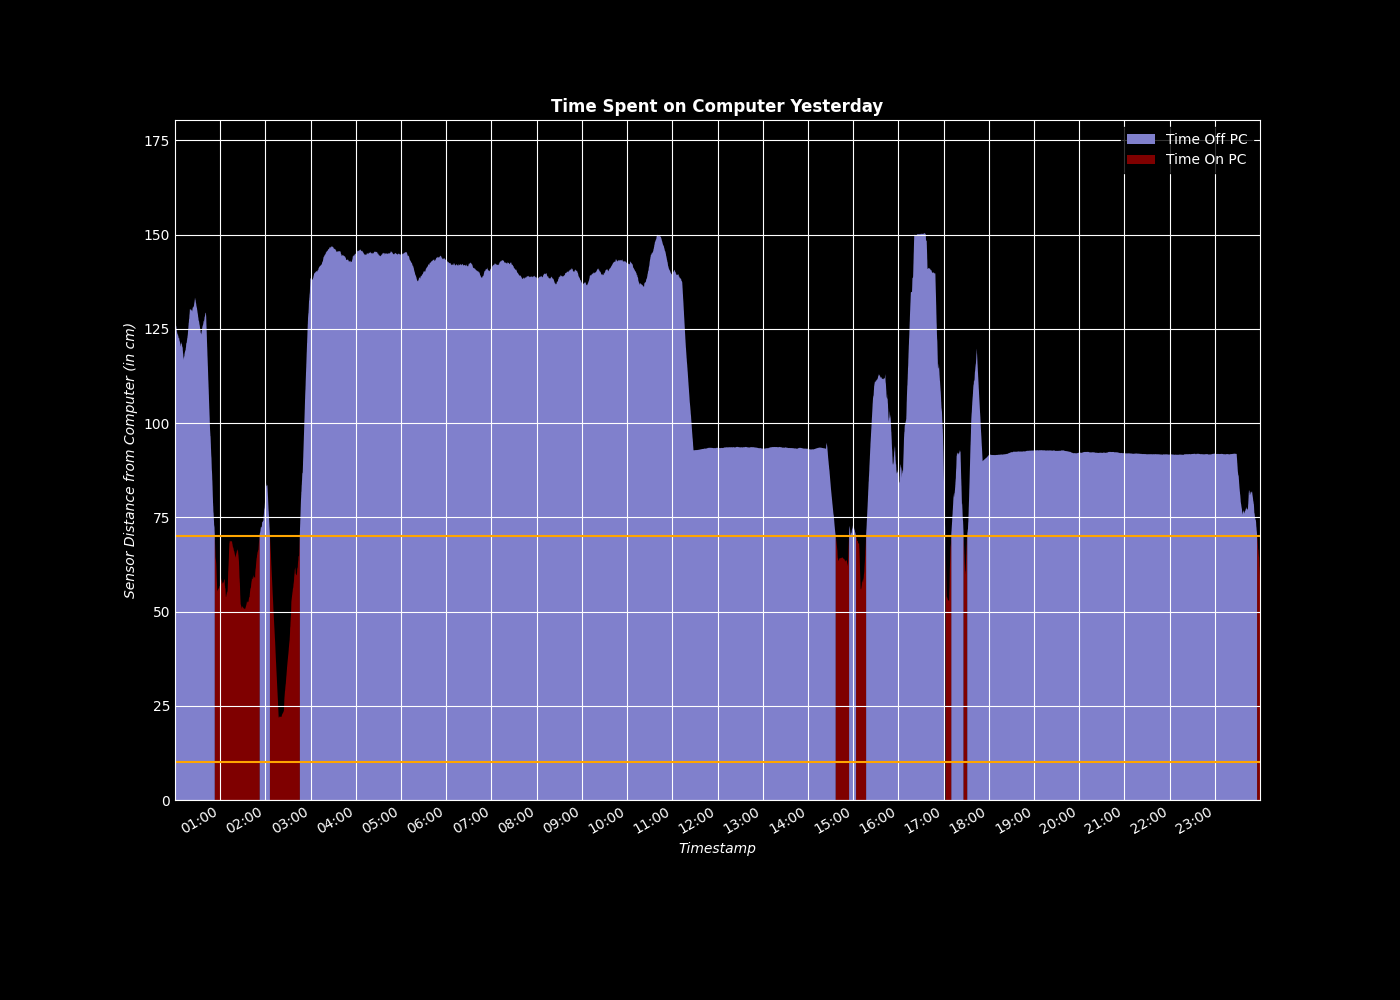 Time Spent on Computer Yesterday
Time Off PC
Time On PC
175
150
125
100
75
50
25
0
Sensor Distance from Computer (in cm)
01:00 02:00 03:00 04:00 05:00 06:00 07:00 08:00 09:00 10:00 11:00 12:00 13:00 14:00 15:00 16:00 17:00 18:00 19:00 20:00 21:00 22:00 23:00
Timestamp